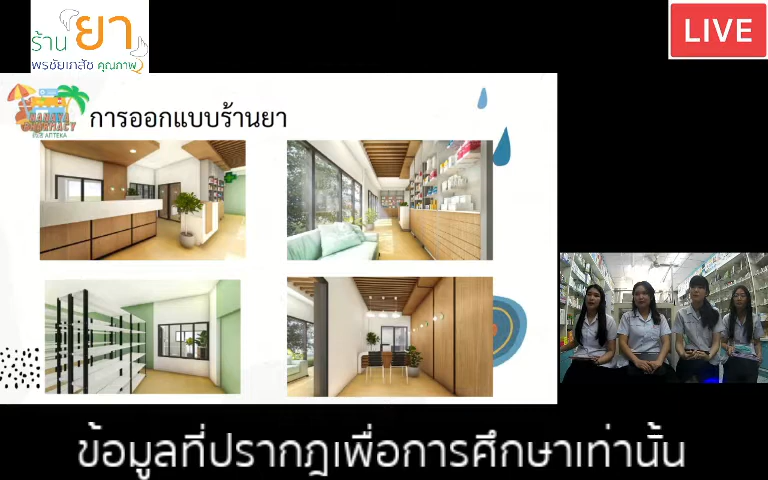 ร้าน ยา
พรชัยเภสัช คุณภาพ
LIVE
PHARMACY
АПТЕКА
การออกแบบร้านยา
ข้อมูลที่ปรากฎเพื่อการศึกษาเท่านั้น